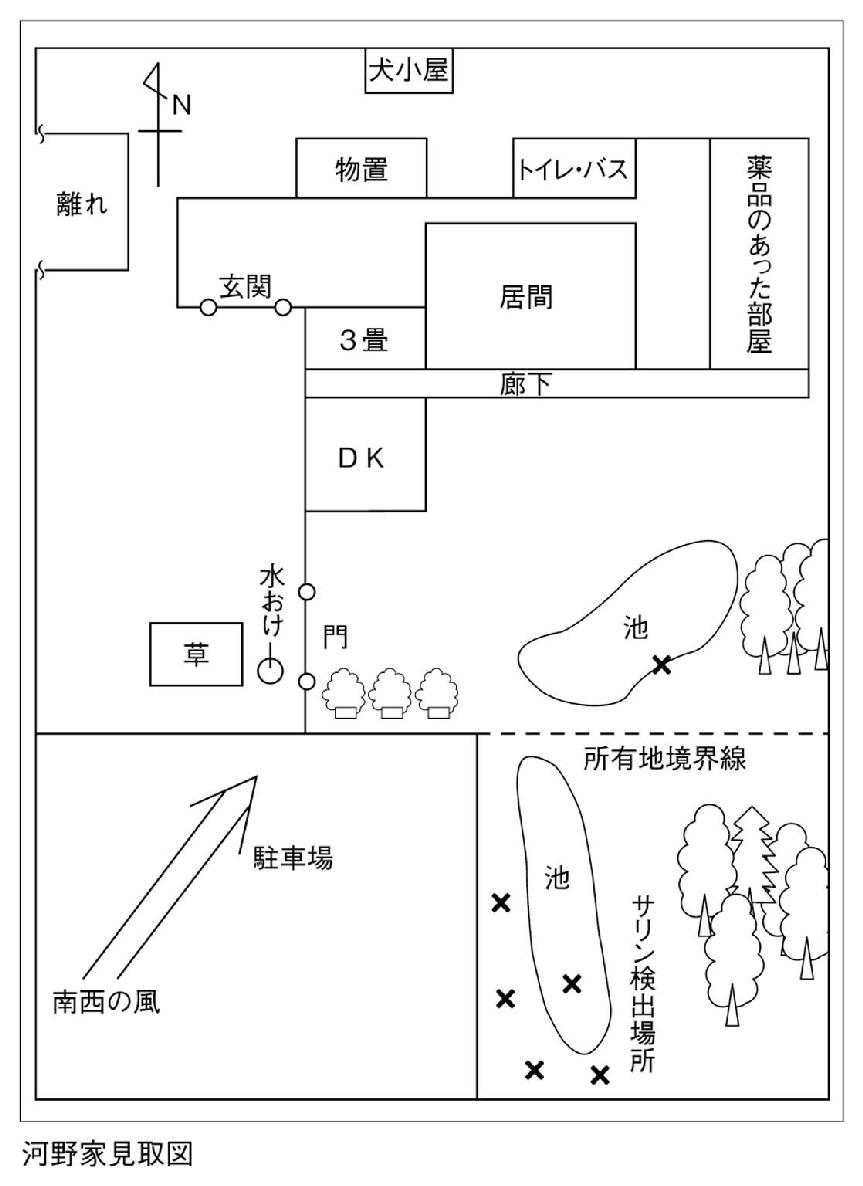 犬小屋
N
物置
トイレ・バス
薬品のあった部屋
離れ
玄関
居間
3畳
廊下
DK
水おけ
草
門
池
所有地境界線
駐車場
池
サリン検出場所
南西の風
河野家見取図